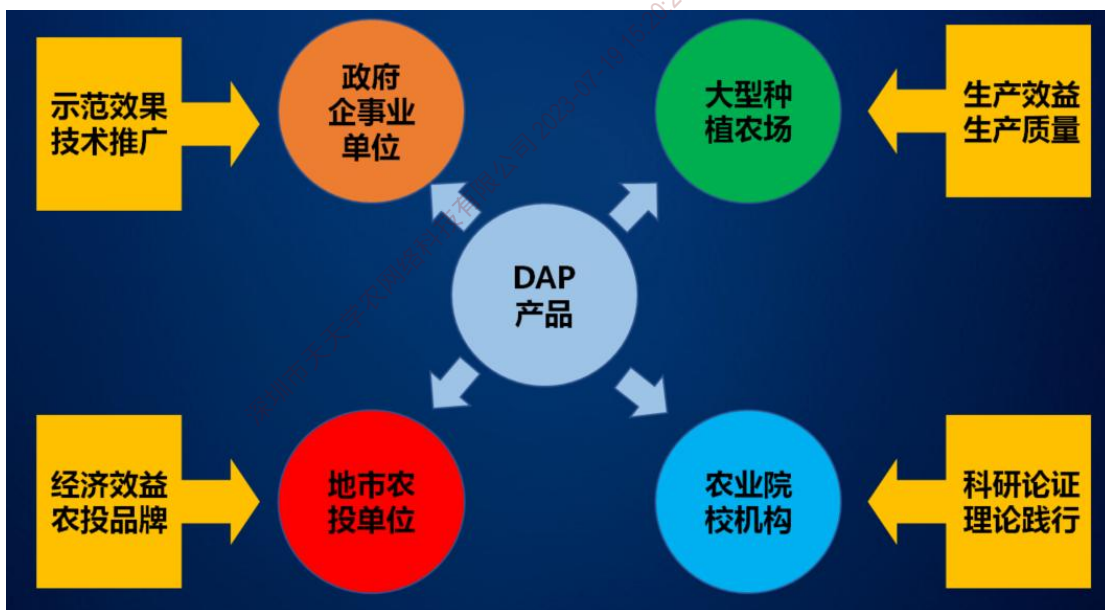 示范效果
技术推广
政府
企事业
单位
大型种
植农场
生产效益
生产质量
DAP
产品
经济效益
农投品牌
地市农
投单位
农业院
校机构
科研论证
理论践行